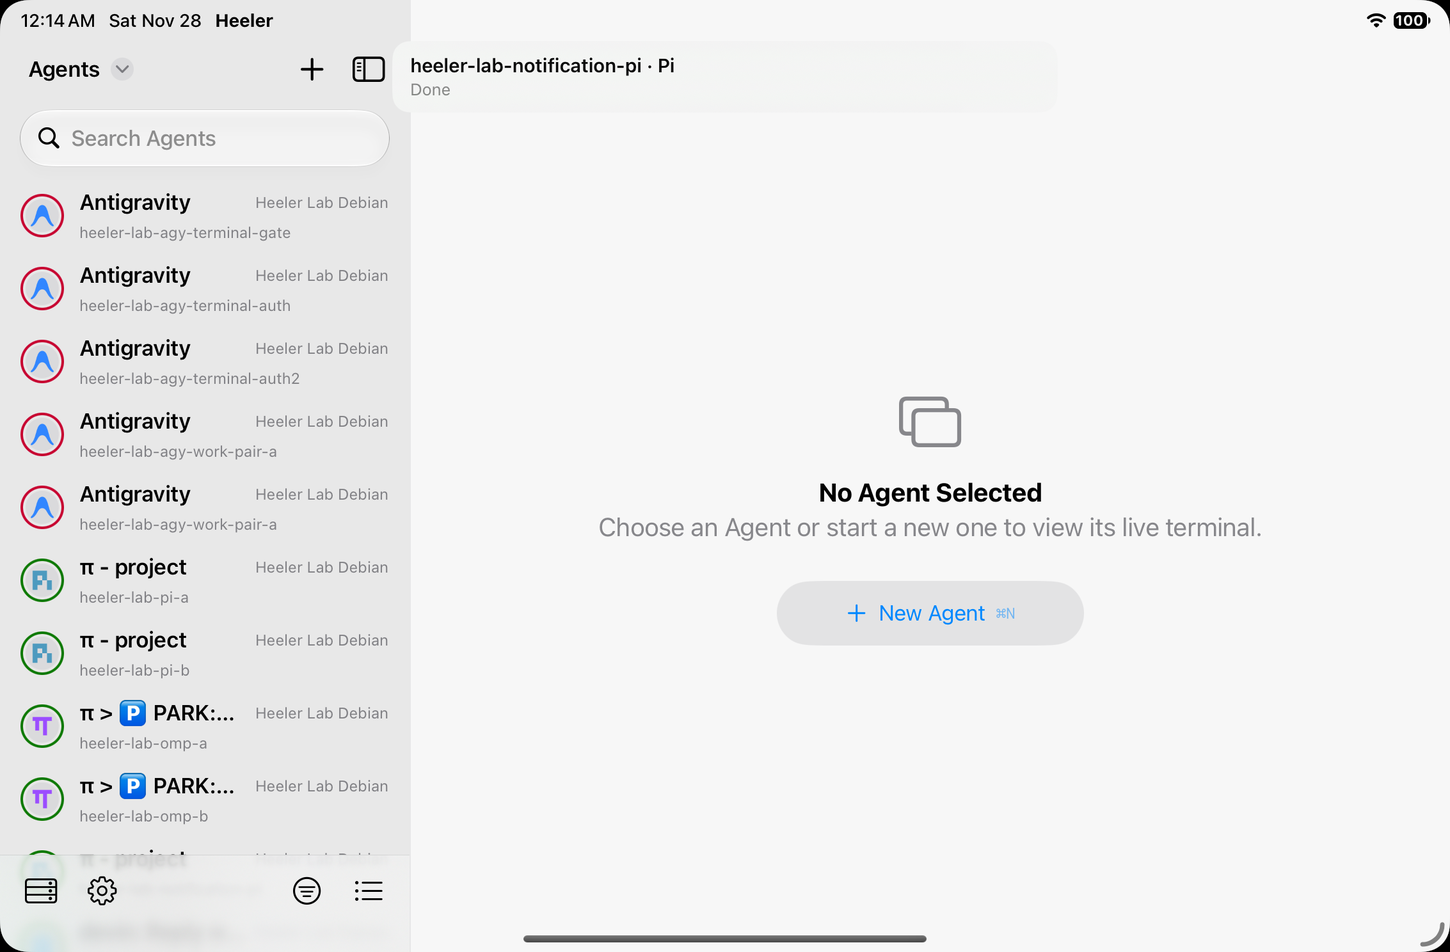 12:14 AM Sat Nov 28 Heeler
100
Agents
heeler-lab-notification-pi · Pi
Done
Search Agents
Antigravity Heeler Lab Debian
heeler-lab-agy-terminal-gate
Antigravity Heeler Lab Debian
heeler-lab-agy-terminal-auth
Antigravity Heeler Lab Debian
heeler-lab-agy-terminal-auth2
Antigravity Heeler Lab Debian
heeler-lab-agy-work-pair-a
Antigravity Heeler Lab Debian
heeler-lab-agy-work-pair-a
π - project Heeler Lab Debian
heeler-lab-pi-a
π - project Heeler Lab Debian
heeler-lab-pi-b
π > 🅿️ PARK:... Heeler Lab Debian
heeler-lab-omp-a
π > 🅿️ PARK:... Heeler Lab Debian
heeler-lab-omp-b
π - project Heeler Lab Debian
No Agent Selected
Choose an Agent or start a new one to view its live terminal.
+ New Agent ⌘N